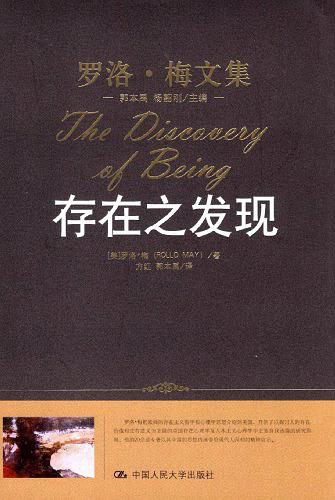 罗洛·梅文集
郭本禹 杨韶刚/主编
The Discovery
of Being
存在之发现
[美]罗洛·梅 (ROLLO MAY)/著
方红 郭本禹/译
中国人民大学出版社